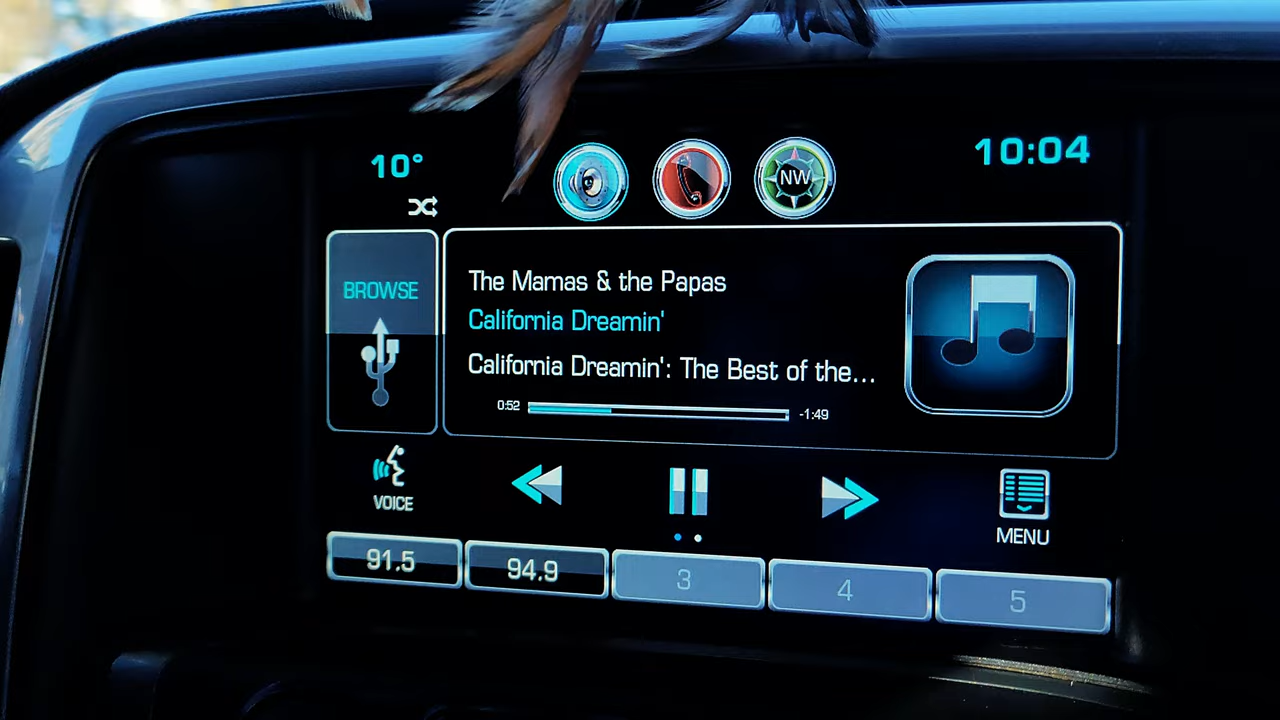 10°
NW
10:04
BROWSE
The Mamas & the Papas
California Dreamin'
California Dreamin': The Best of the...
0:52
-1:49
VOICE
MENU
91.5
94.9
3
4
5